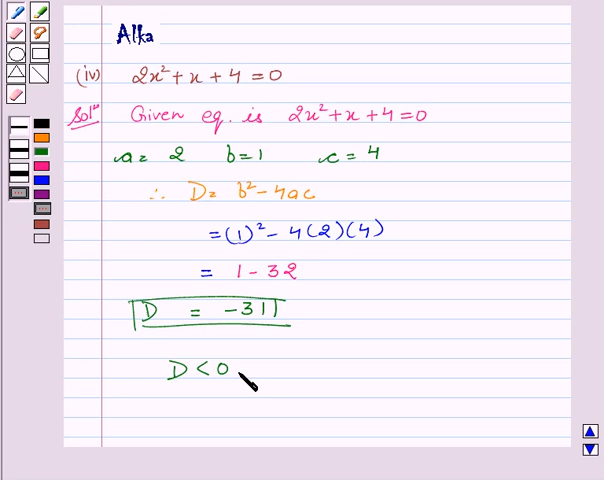 Alka
(iv) 2x² + x + 4 = 0
Solⁿ Given eq. is 2x² + x + 4 = 0
a = 2 b = 1 c = 4
∴ D = b² - 4ac
= (1)² - 4(2)(4)
= 1 - 32
D = -31
D < 0